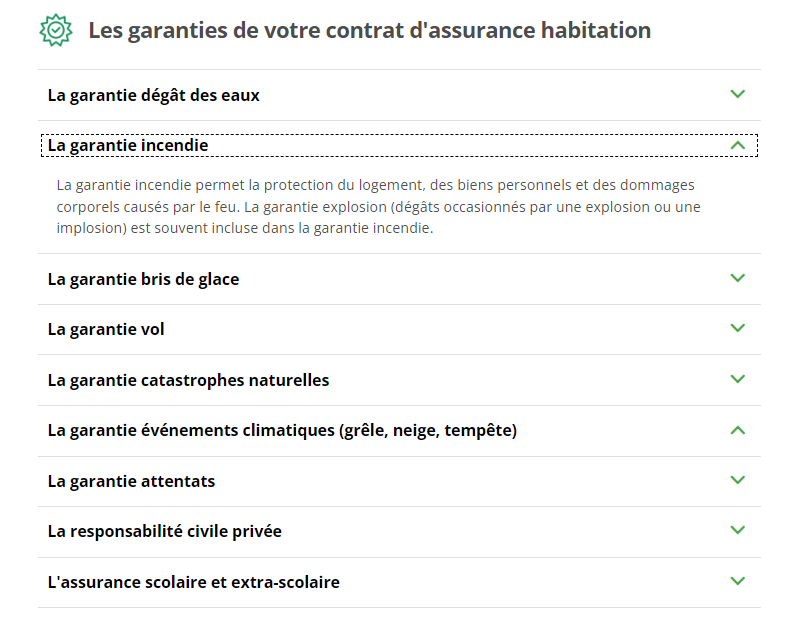 Les garanties de votre contrat d'assurance habitation
La garantie dégât des eaux
La garantie incendie
La garantie incendie permet la protection du logement, des biens personnels et des dommages
corporels causés par le feu. La garantie explosion (dégâts occasionnés par une explosion ou une
implosion) est souvent incluse dans la garantie incendie.
La garantie bris de glace
La garantie vol
La garantie catastrophes naturelles
La garantie événements climatiques (grêle, neige, tempête)
La garantie attentats
La responsabilité civile privée
L'assurance scolaire et extra-scolaire